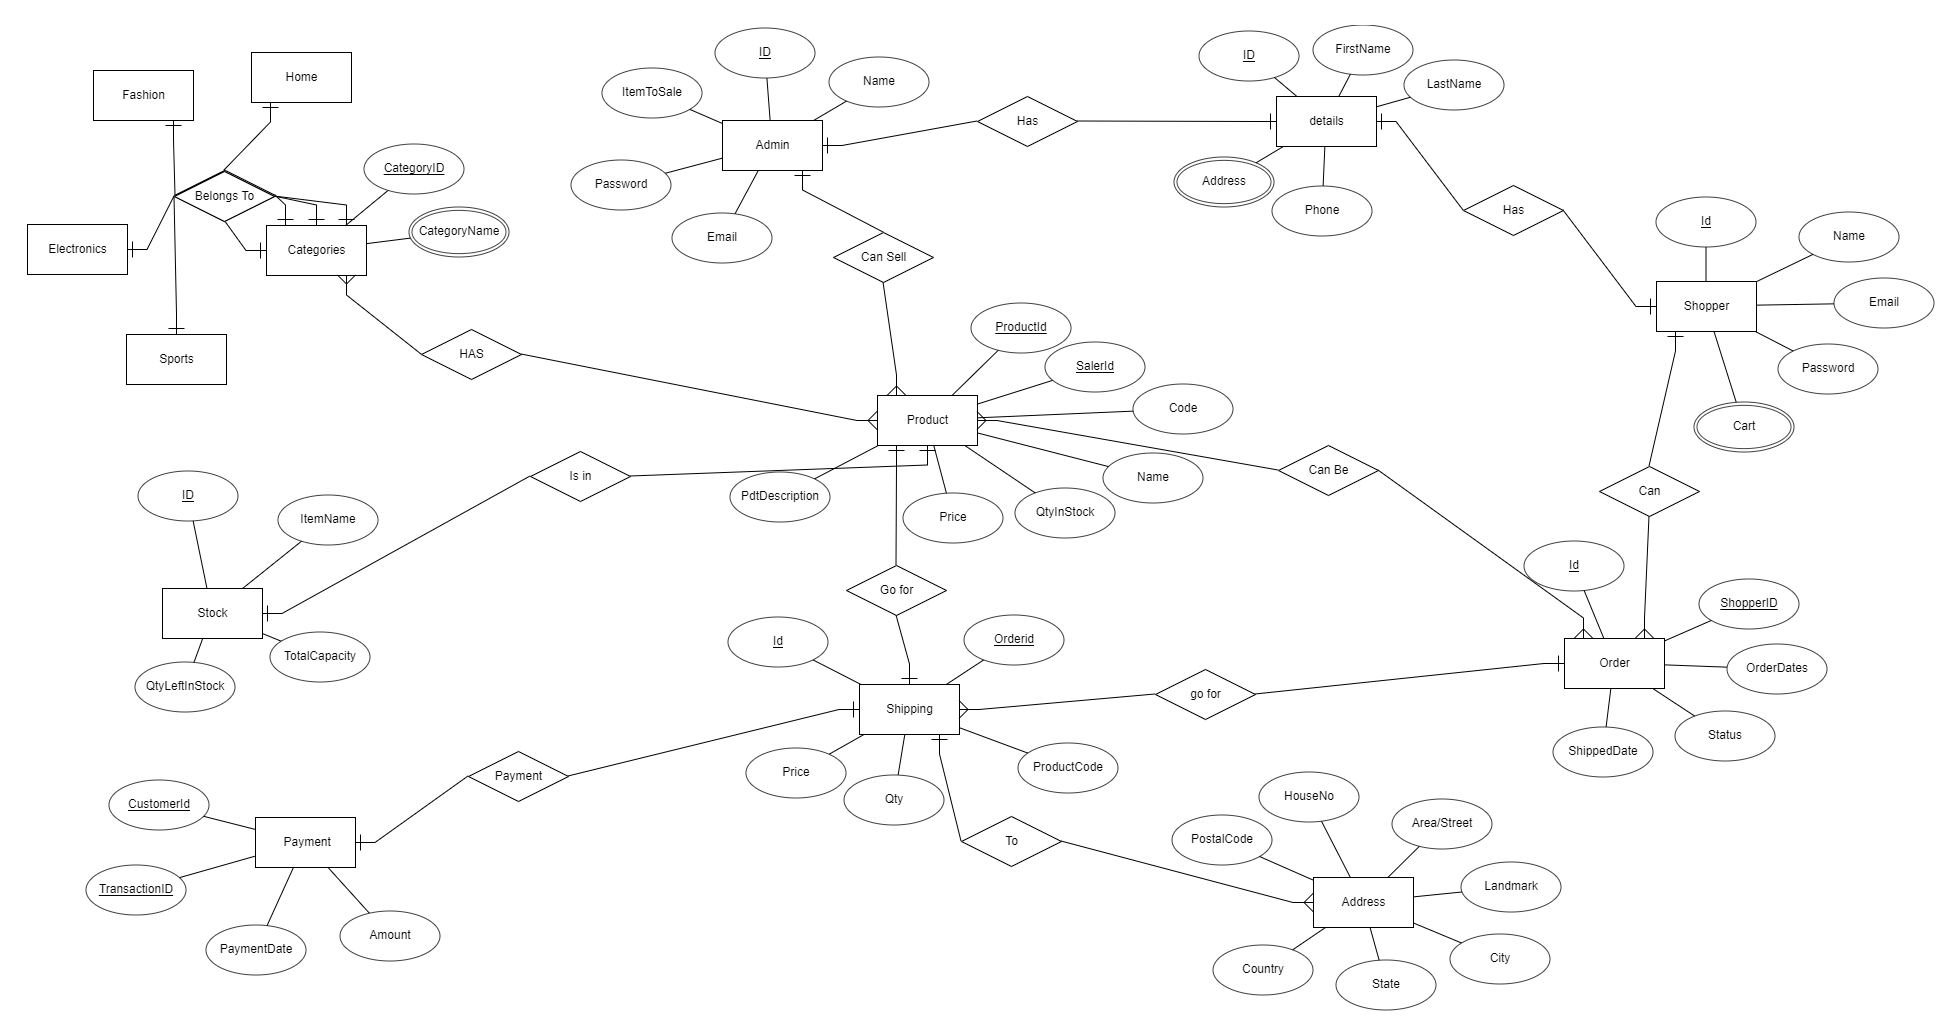 Home
Fashion
Belongs To
Electronics
Sports
Categories
CategoryID
CategoryName
HAS
ID
Name
ItemToSale
Admin
Password
Email
Has
ID
FirstName
LastName
details
Address
Phone
Has
Id
Name
Shopper
Email
Password
Cart
Can Sell
ProductId
SalerId
Code
Product
Name
PdtDescription
Price
QtyInStock
Can Be
Can
Is in
ID
ItemName
Stock
TotalCapacity
QtyLeftInStock
Go for
Id
ShopperID
Order
OrderDates
Status
ShippedDate
Id
Orderid
Shipping
go for
Price
Qty
ProductCode
Payment
CustomerId
Payment
TransactionID
PaymentDate
Amount
To
HouseNo
PostalCode
Area/Street
Address
Landmark
Country
State
City